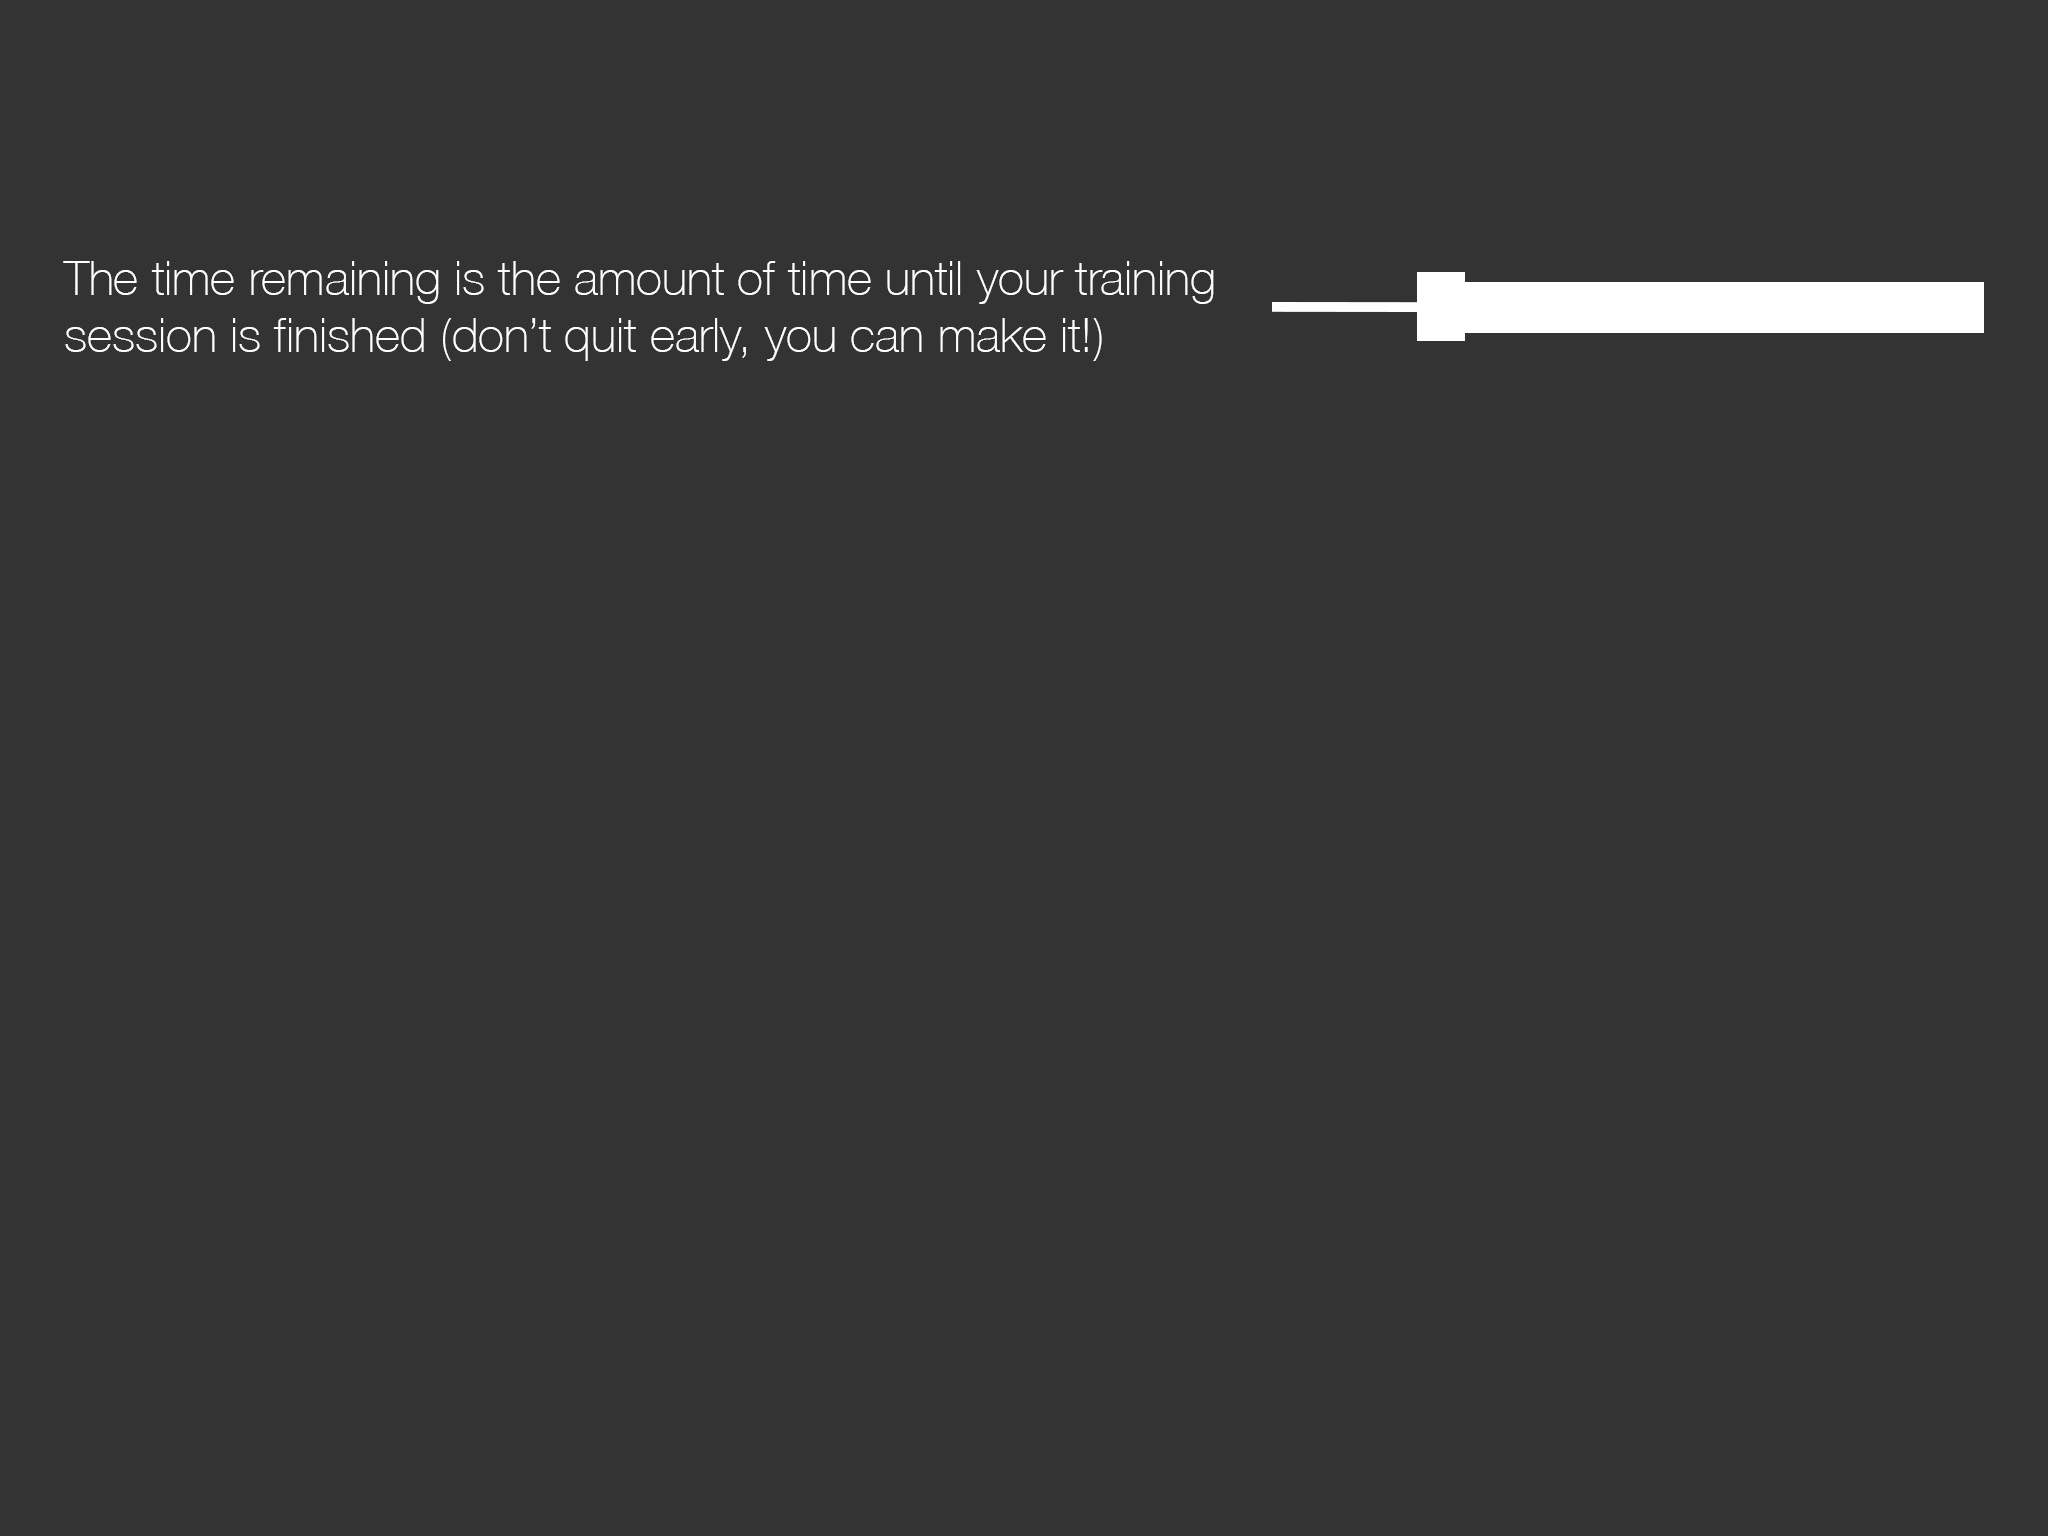 The time remaining is the amount of time until your training
session is finished (don’t quit early, you can make it!)